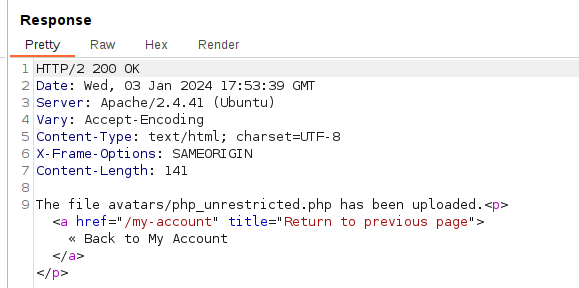 Response
Pretty Raw Hex Render
1 HTTP/2 200 OK
2 Date: Wed, 03 Jan 2024 17:53:39 GMT
3 Server: Apache/2.4.41 (Ubuntu)
4 Vary: Accept-Encoding
5 Content-Type: text/html; charset=UTF-8
6 X-Frame-Options: SAMEORIGIN
7 Content-Length: 141
8
9 The file avatars/php_unrestricted.php has been uploaded.<p>
<a href="/my-account" title="Return to previous page">
« Back to My Account
</a>
</p>